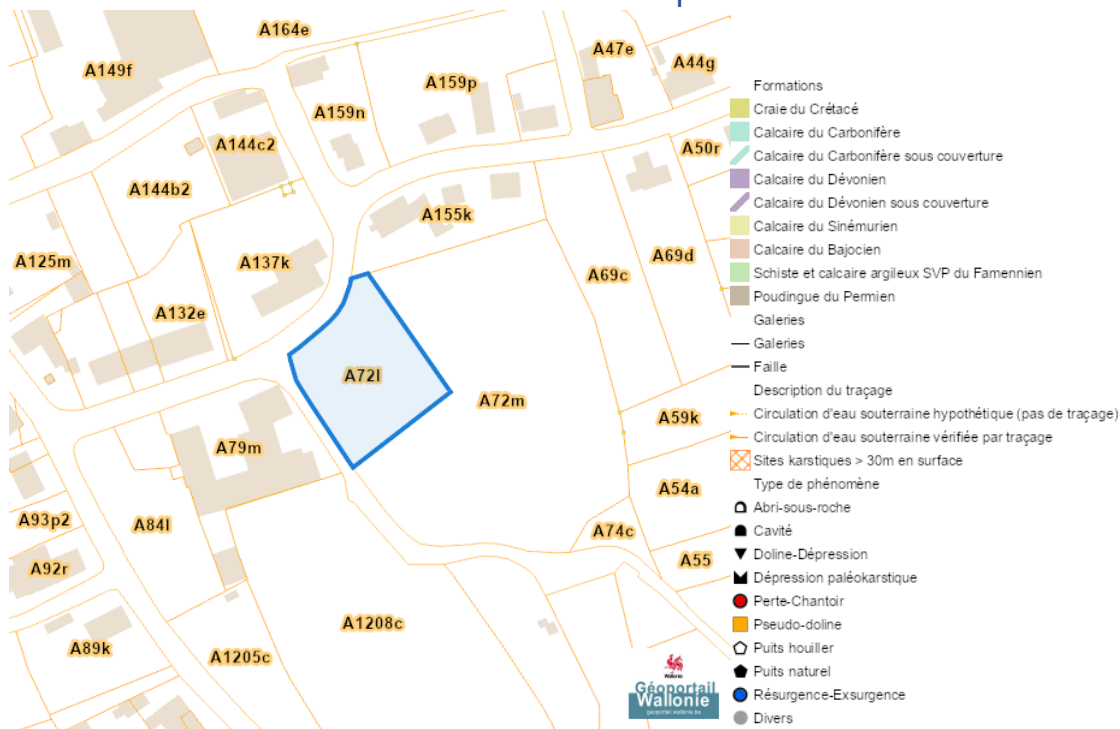 A164e
A47e
A149f
A44g
A159p
A159n
A144c2
A50r
A144b2
A155k
A125m
A137k
A69d
A69c
A132e
A72l
A72m
A59k
A79m
A54a
A93p2
A84l
A74c
A55
A92r
A1208c
A89k
A1205c
Wallonie
Géoportail
Wallonie
geoportail.wallonie.be
Formations
Craie du Crétacé
Calcaire du Carbonifère
Calcaire du Carbonifère sous couverture
Calcaire du Dévonien
Calcaire du Dévonien sous couverture
Calcaire du Sinémurien
Calcaire du Bajocien
Schiste et calcaire argileux SVP du Famennien
Poudingue du Permien
Galeries
Galeries
Faille
Description du traçage
Circulation d'eau souterraine hypothétique (pas de traçage)
Circulation d'eau souterraine vérifiée par traçage
Sites karstiques > 30m en surface
Type de phénomène
Abri-sous-roche
Cavité
Doline-Dépression
Dépression paléokarstique
Perte-Chantoir
Pseudo-doline
Puits houiller
Puits naturel
Résurgence-Exsurgence
Divers